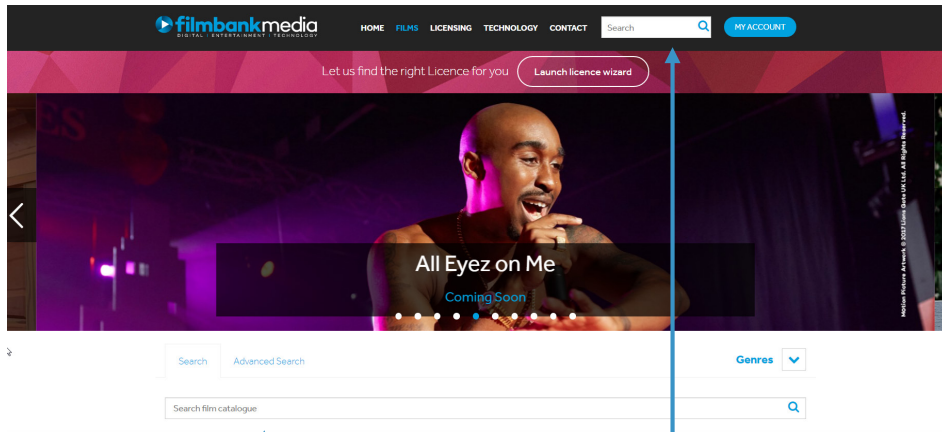 filmbankmedia
DIGITAL | ENTERTAINMENT | TECHNOLOGY
HOME FILMS LICENSING TECHNOLOGY CONTACT Search MY ACCOUNT
Let us find the right Licence for you Launch licence wizard
ES
Motion Picture Artwork © 2017 Lions Gate UK Ltd. All Rights Reserved.
All Eyez on Me
Coming Soon
Search Advanced Search Genres
Search film catalogue